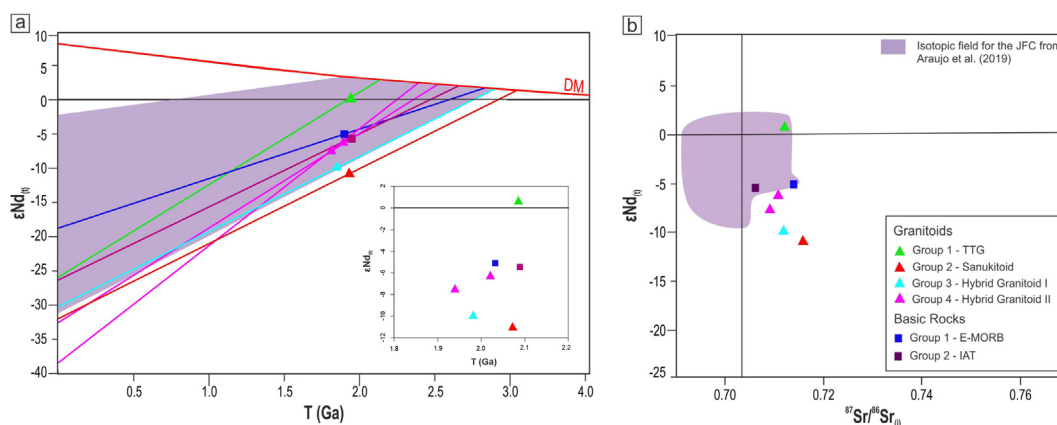 a
10
5
0
-5
-10
-15
-20
-25
-30
-35
-40
εNd(t)
DM
2
0
-2
-4
-6
-8
-10
-12
εNd(t)
1.8
1.9
2.0
2.1
2.2
T (Ga)
0.5
1.0
1.5
2.0
2.5
3.0
3.5
4.0
T (Ga)
b
10
5
0
-5
-10
-15
-20
-25
εNd(t)
Isotopic field for the JFC from
Araujo et al. (2019)
Granitoids
Group 1 - TTG
Group 2 - Sanukitoid
Group 3 - Hybrid Granitoid I
Group 4 - Hybrid Granitoid II
Basic Rocks
Group 1 - E-MORB
Group 2 - IAT
0.70
0.72
0.74
0.76
87Sr/86Sr(i)